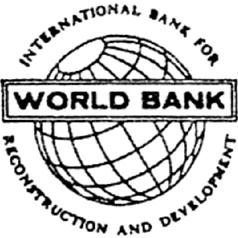 INTERNATIONAL BANK FOR
WORLD BANK
RECONSTRUCTION AND DEVELOPMENT